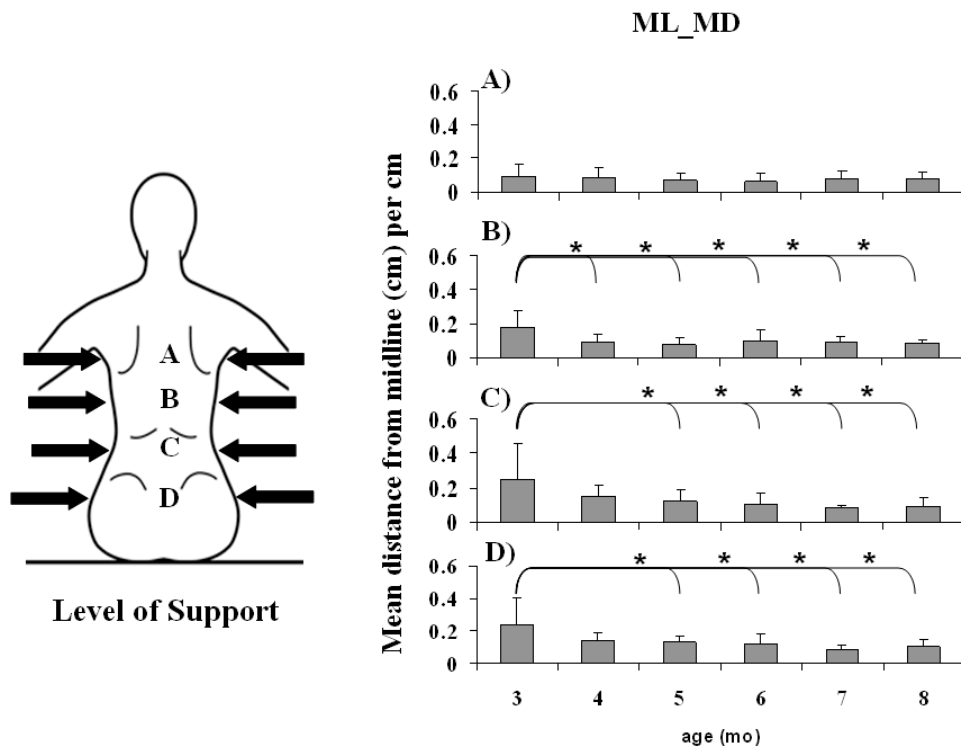 ML_MD
Mean distance from midline (cm) per cm
A)
0.6
0.4
0.2
0
B)
* * * * *
0.6
0.4
0.2
0
C)
* * * *
0.6
0.4
0.2
0
D)
* * * *
0.6
0.4
0.2
0
3 4 5 6 7 8
age (mo)
A
B
C
D
Level of Support